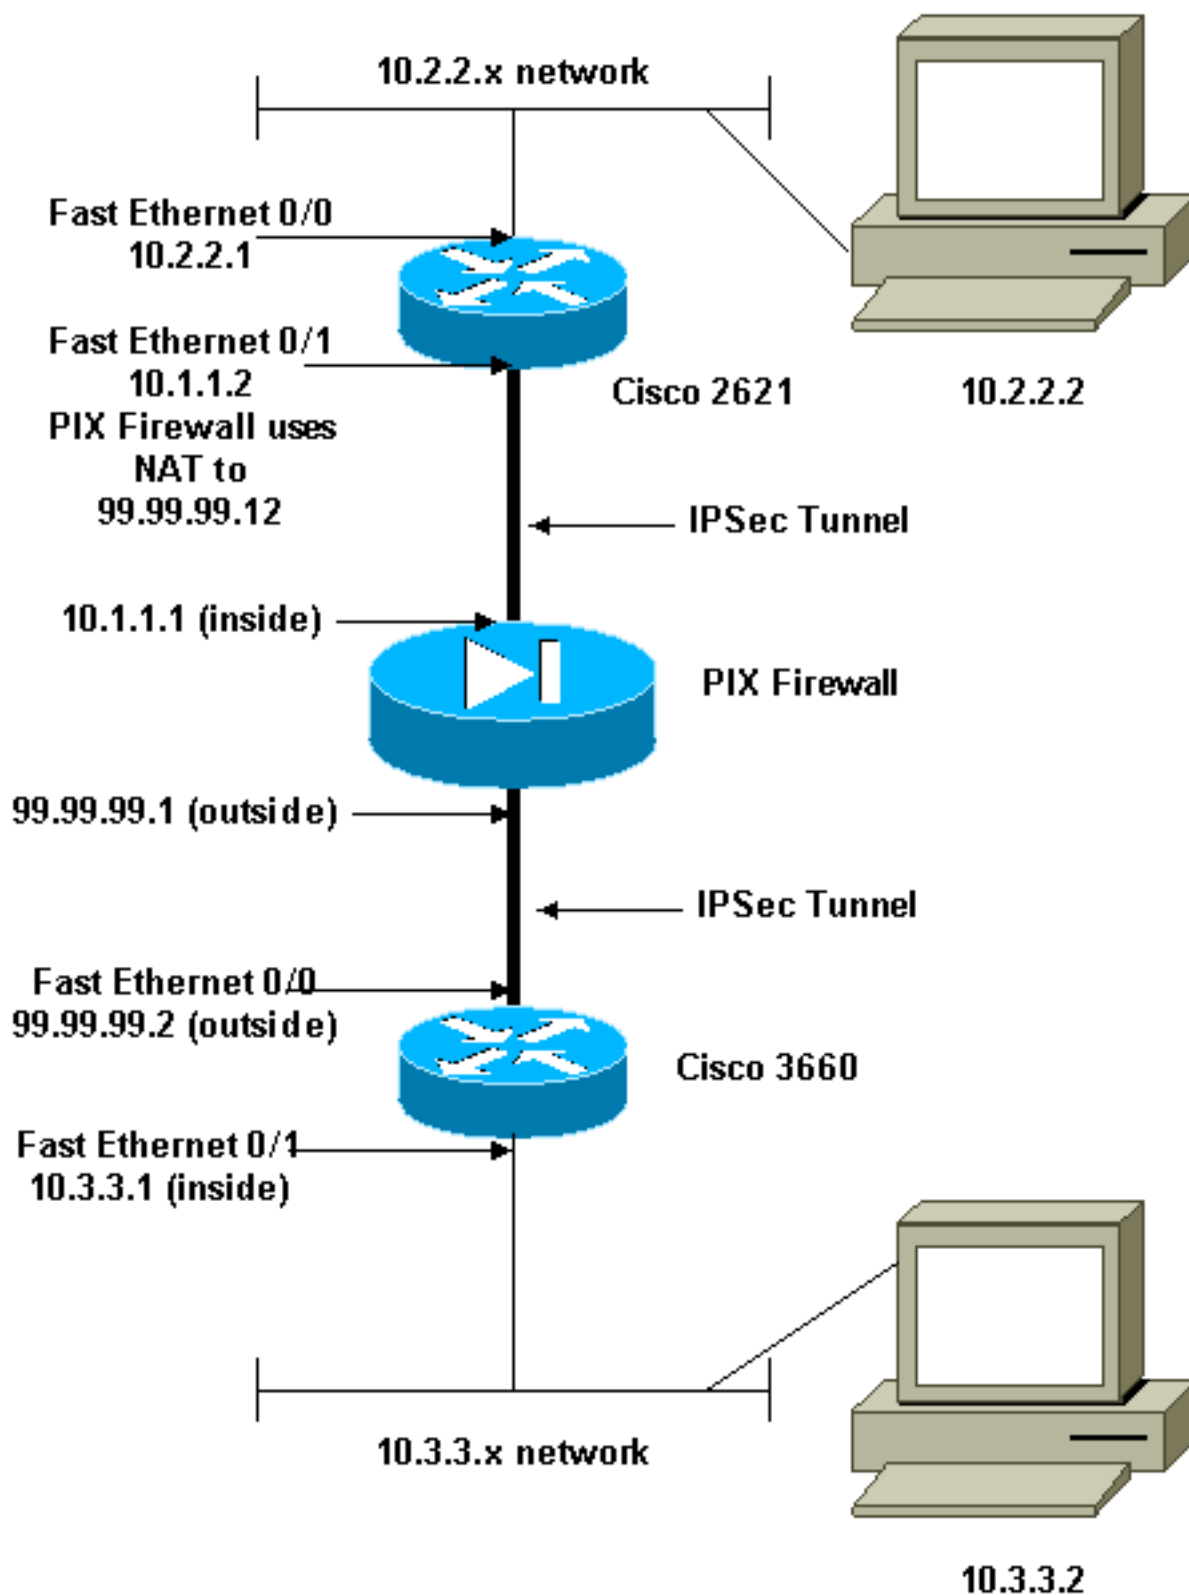 10.2.2.x network
Fast Ethernet 0/0
10.2.2.1
Fast Ethernet 0/1
10.1.1.2
PIX Firewall uses
NAT to
99.99.99.12
Cisco 2621
10.2.2.2
IPSec Tunnel
10.1.1.1 (inside)
PIX Firewall
99.99.99.1 (outside)
IPSec Tunnel
Fast Ethernet 0/0
99.99.99.2 (outside)
Cisco 3660
Fast Ethernet 0/1
10.3.3.1 (inside)
10.3.3.x network
10.3.3.2